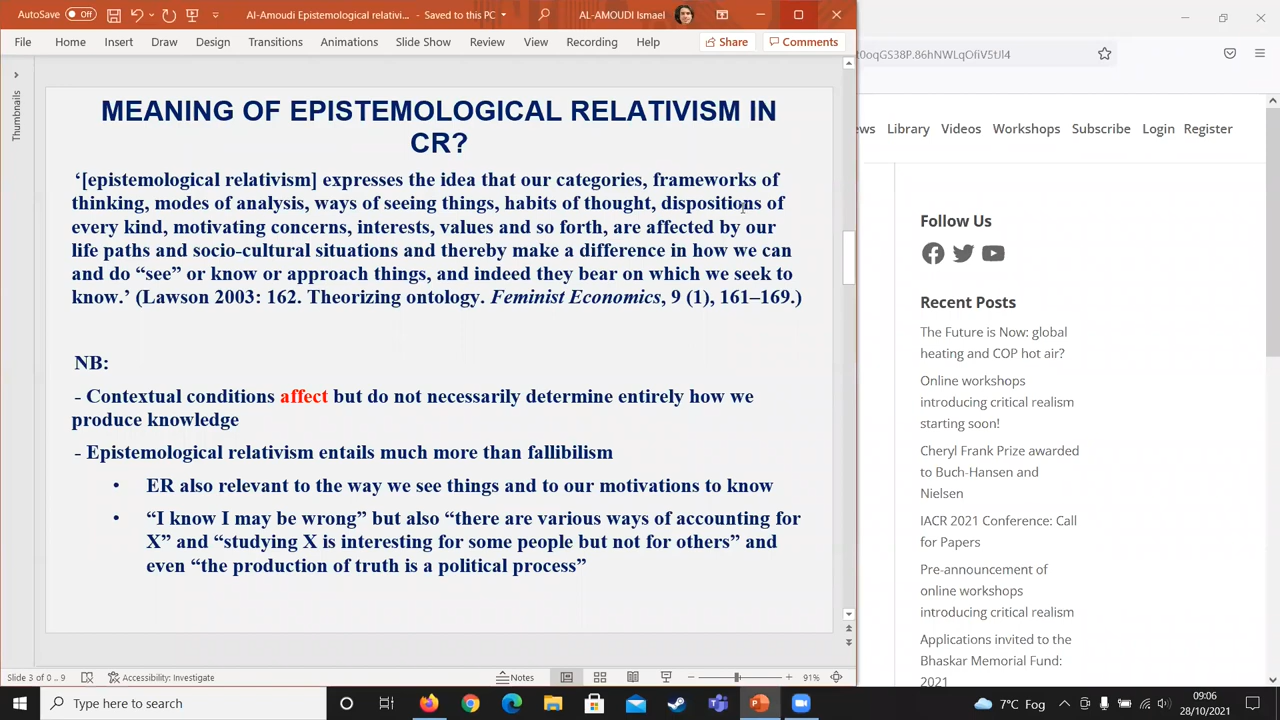 AutoSave Off Al-Amoudi Epistemological relativi... - Saved to this PC AL-AMOUDI Ismael
File Home Insert Draw Design Transitions Animations Slide Show Review View Recording Help Share Comments
Thumbnails
MEANING OF EPISTEMOLOGICAL RELATIVISM IN
CR?
‘[epistemological relativism] expresses the idea that our categories, frameworks of
thinking, modes of analysis, ways of seeing things, habits of thought, dispositions of
every kind, motivating concerns, interests, values and so forth, are affected by our
life paths and socio-cultural situations and thereby make a difference in how we can
and do “see” or know or approach things, and indeed they bear on which we seek to
know.’ (Lawson 2003: 162. Theorizing ontology. Feminist Economics, 9 (1), 161–169.)
NB:
- Contextual conditions affect but do not necessarily determine entirely how we
produce knowledge
- Epistemological relativism entails much more than fallibilism
• ER also relevant to the way we see things and to our motivations to know
• “I know I may be wrong” but also “there are various ways of accounting for
X” and “studying X is interesting for some people but not for others” and
even “the production of truth is a political process”
Slide 3 of 0 .. 9 Accessibility: Investigate Notes 91%
Library Videos Workshops Subscribe Login Register
Follow Us
Recent Posts
The Future is Now: global
heating and COP hot air?
Online workshops
introducing critical realism
starting soon!
Cheryl Frank Prize awarded
to Buch-Hansen and
Nielsen
IACR 2021 Conference: Call
for Papers
Pre-announcement of
online workshops
introducing critical realism
Applications invited to the
Bhaskar Memorial Fund:
2021
Type here to search
7°C Fog
09:06
28/10/2021